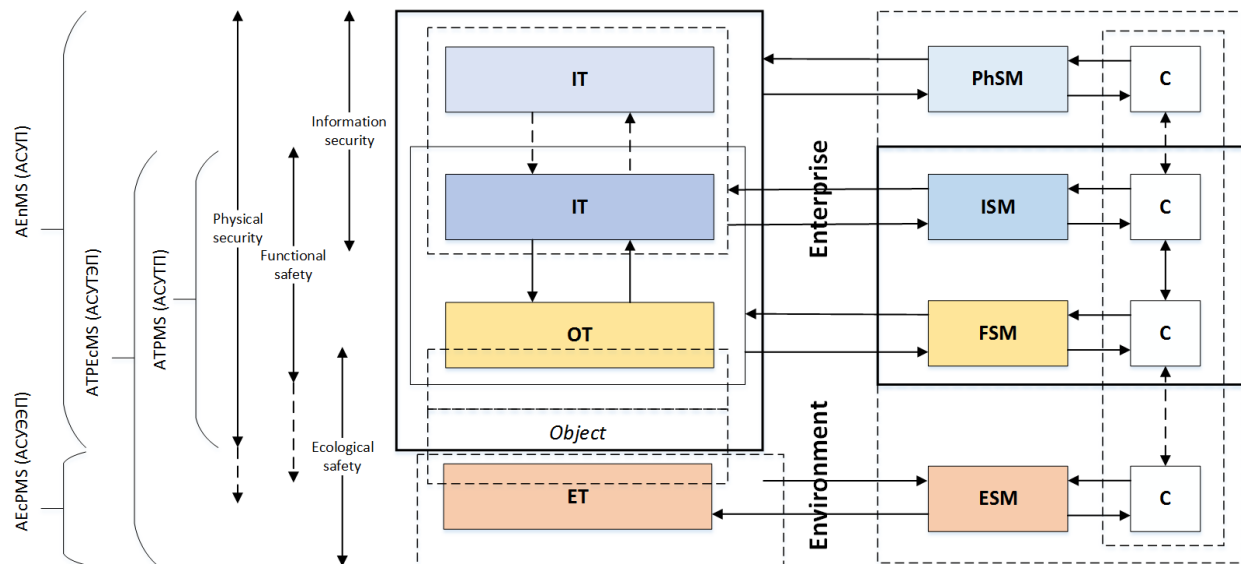 AEnMS (АСУП)
AEcPMS (АСУЭЭП)
ATPEcMS (АСУТЭП)
ATPMS (АСУТП)
Physical
security
Functional
safety
Information
security
Ecological
safety
IT
IT
OT
Object
ET
Enterprise
Environment
PhSM
C
ISM
C
FSM
C
ESM
C